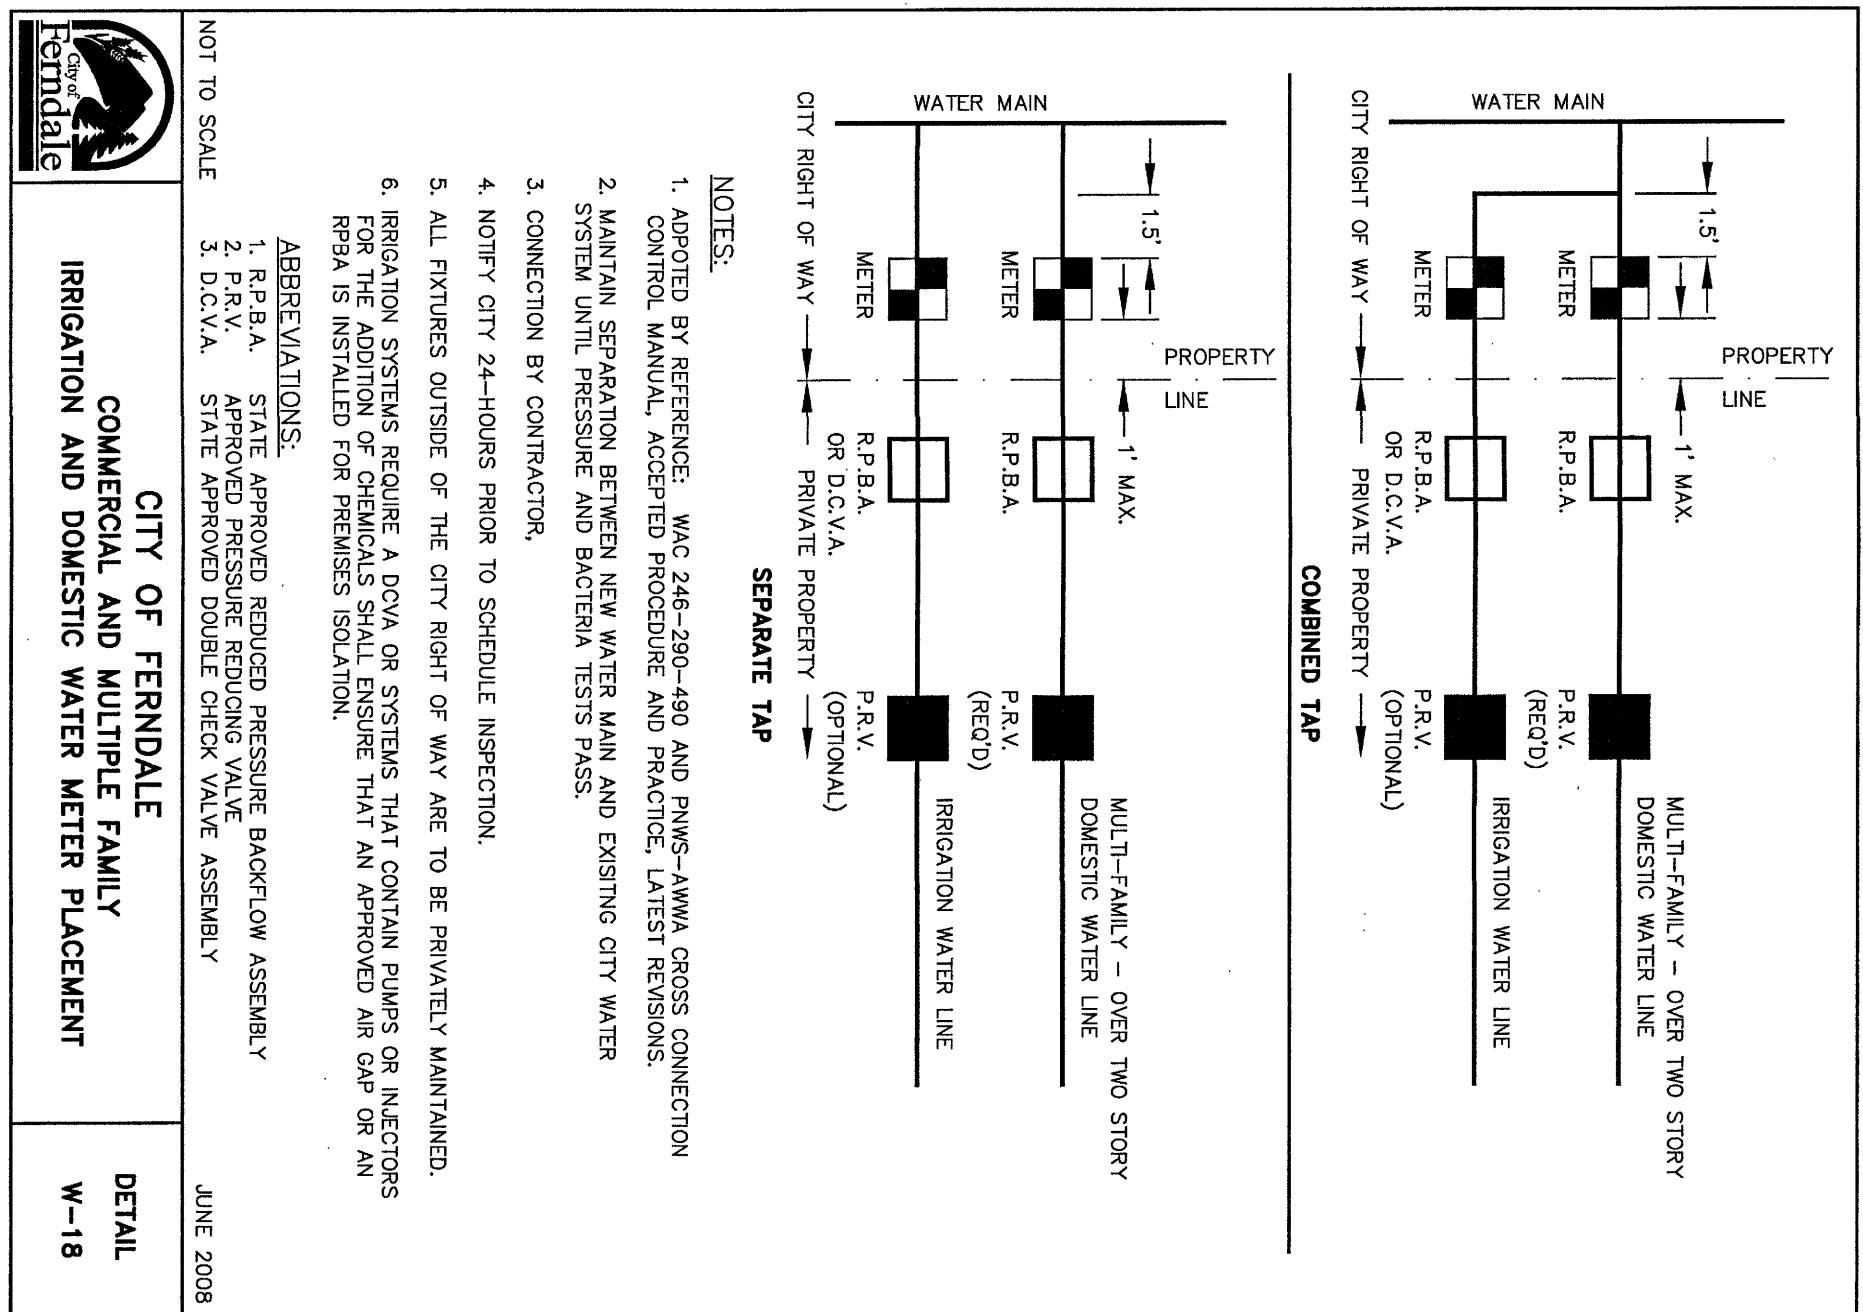 WATER MAIN
1.5'
PROPERTY
LINE
1' MAX.
MULTI-FAMILY - OVER TWO STORY
DOMESTIC WATER LINE
METER
R.P.B.A.
P.R.V.
(REQ'D)
IRRIGATION WATER LINE
METER
R.P.B.A.
OR D.C.V.A.
P.R.V.
(OPTIONAL)
CITY RIGHT OF WAY
PRIVATE PROPERTY
COMBINED TAP
WATER MAIN
1.5'
PROPERTY
LINE
1' MAX.
MULTI-FAMILY - OVER TWO STORY
DOMESTIC WATER LINE
METER
R.P.B.A.
P.R.V.
(REQ'D)
IRRIGATION WATER LINE
METER
R.P.B.A.
OR D.C.V.A.
P.R.V.
(OPTIONAL)
CITY RIGHT OF WAY
PRIVATE PROPERTY
SEPARATE TAP
NOTES:
1. ADPOTED BY REFERENCE: WAC 246-290-490 AND PNWS-AWWA CROSS CONNECTION
CONTROL MANUAL, ACCEPTED PROCEDURE AND PRACTICE, LATEST REVISIONS.
2. MAINTAIN SEPARATION BETWEEN NEW WATER MAIN AND EXISITNG CITY WATER
SYSTEM UNTIL PRESSURE AND BACTERIA TESTS PASS.
3. CONNECTION BY CONTRACTOR,
4. NOTIFY CITY 24-HOURS PRIOR TO SCHEDULE INSPECTION.
5. ALL FIXTURES OUTSIDE OF THE CITY RIGHT OF WAY ARE TO BE PRIVATELY MAINTAINED.
6. IRRIGATION SYSTEMS REQUIRE A DCVA OR SYSTEMS THAT CONTAIN PUMPS OR INJECTORS
FOR THE ADDITION OF CHEMICALS SHALL ENSURE THAT AN APPROVED AIR GAP OR AN
RPBA IS INSTALLED FOR PREMISES ISOLATION.
ABBREVIATIONS:
1. R.P.B.A. STATE APPROVED REDUCED PRESSURE BACKFLOW ASSEMBLY
2. P.R.V. APPROVED PRESSURE REDUCING VALVE
3. D.C.V.A. STATE APPROVED DOUBLE CHECK VALVE ASSEMBLY
NOT TO SCALE
JUNE 2008
City of
Ferndale
CITY OF FERNDALE
COMMERCIAL AND MULTIPLE FAMILY
IRRIGATION AND DOMESTIC WATER METER PLACEMENT
DETAIL
W-18